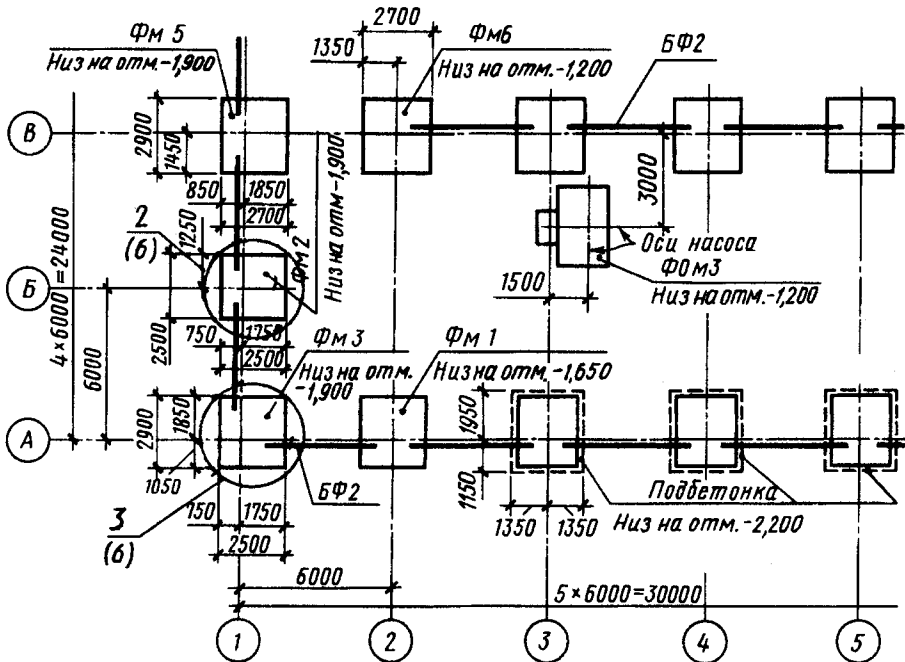 Фм 5
Низ на отм.-1,900
2700
1350
Фм6
Низ на отм.-1,200
БФ2
В
2900
1450
850
1850
2700
Низ на отм-1,900
3000
2
(6)
1250
Фм 2
Оси насоса
ФОм3
Низ на отм.-1,200
1500
Б
4×6000=24000
6000
2500
750
1750
2500
Фм 3
Низ на отм.
-1,900
Фм 1
Низ на отм.-1,650
А
2900
1850
1050
1950
1150
БФ2
3
(6)
750
1750
2500
1350
1350
Подбетонка
Низ на отм.-2,200
6000
5×6000=30000
1
2
3
4
5